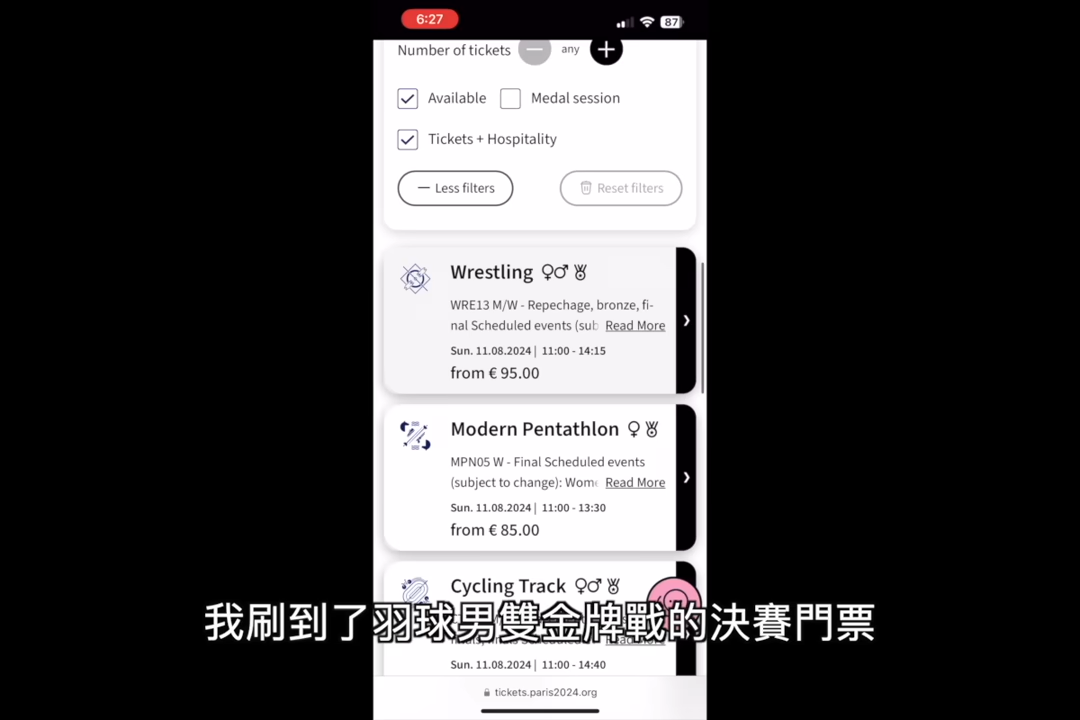 6:27
87
Number of tickets any
Available Medal session
Tickets + Hospitality
Less filters Reset filters
Wrestling
WRE13 M/W - Repechage, bronze, fi-
nal Scheduled events (sub Read More
Sun. 11.08.2024 | 11:00 - 14:15
from € 95.00
Modern Pentathlon
MPN05 W - Final Scheduled events
(subject to change): Wom Read More
Sun. 11.08.2024 | 11:00 - 13:30
from € 85.00
Cycling Track
我刷到了羽球男雙金牌戰的決賽門票
Sun. 11.08.2024 | 11:00 - 14:40
tickets.paris2024.org